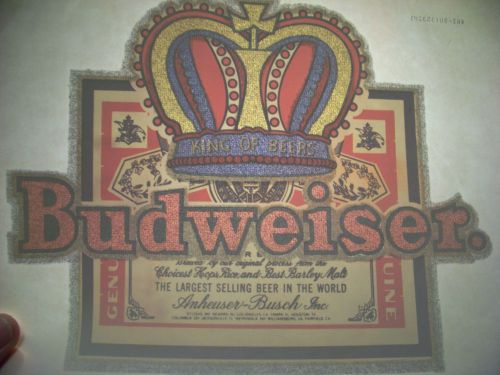 KING OF BEERS
Budweiser.
Brewed by our original process from the
Choicest Hops, Rice and Best Barley Malt
THE LARGEST SELLING BEER IN THE WORLD
Anheuser-Busch, Inc.
GENU
UINE